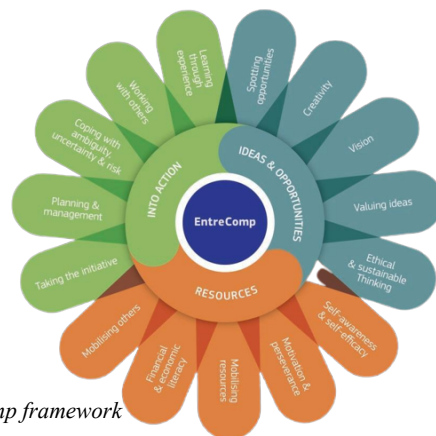 EntreComp
IDEAS & OPPORTUNITIES
Spotting
opportunities
Creativity
Vision
Valuing ideas
Ethical
& sustainable
Thinking
RESOURCES
Self-awareness
& self-efficacy
Motivation &
perseverance
Mobilising
resources
Financial
& economic
literacy
Mobilising others
INTO ACTION
Taking the initiative
Planning &
management
Coping with
ambiguity,
uncertainty & risk
Working
with others
Learning
through
experience
framework